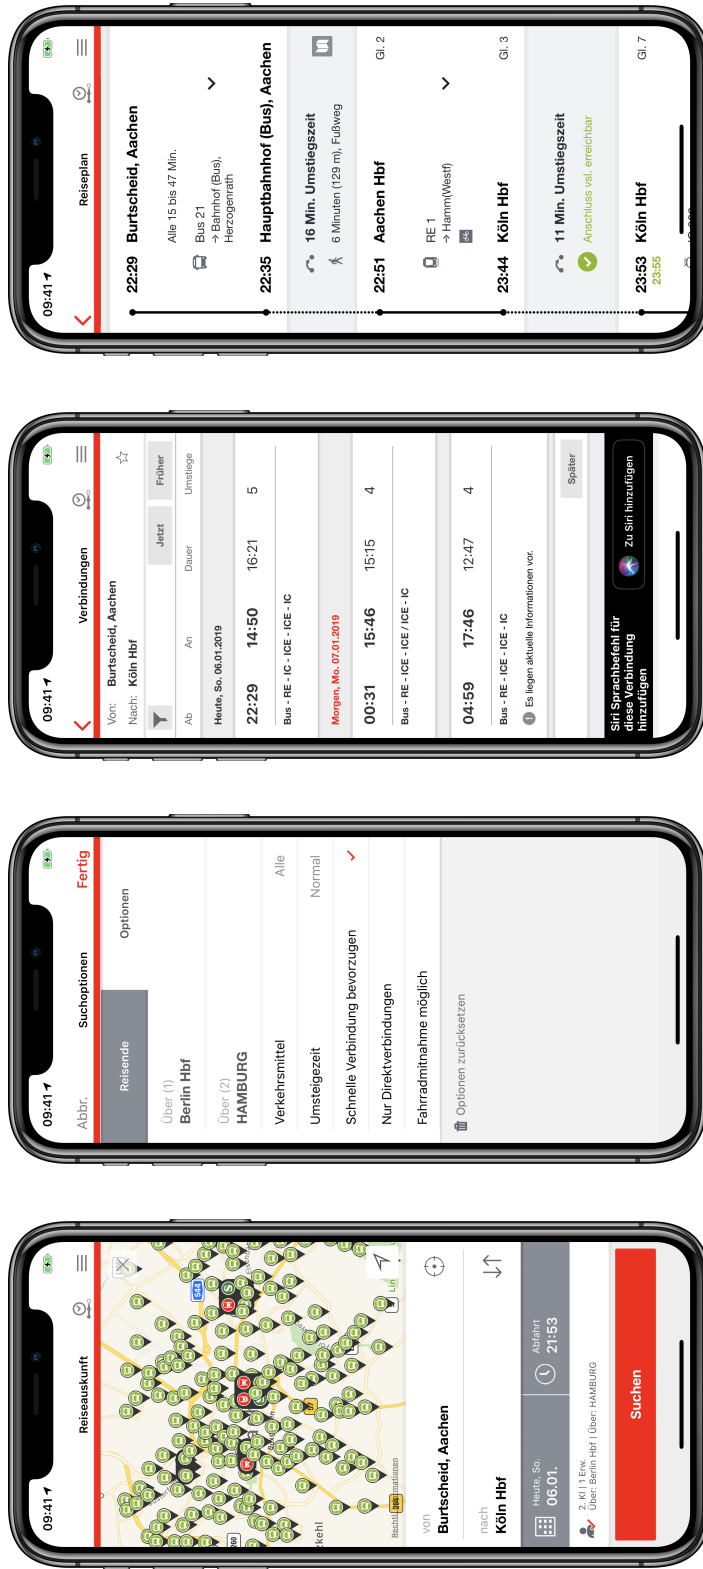 09:41
Reiseauskunft
544
260
zkehl
Rechtl
ormationen
von
Burtscheid, Aachen
nach
Köln Hbf
Heute, So.
06.01.
Abfahrt
21:53
2. Kl | 1 Erw.
Über: Berlin Hbf | Über: HAMBURG
Suchen
09:41
Abbr.
Suchoptionen
Fertig
Reisende
Optionen
Über (1)
Berlin Hbf
Über (2)
HAMBURG
Verkehrsmittel
Alle
Umsteigezeit
Normal
Schnelle Verbindung bevorzugen
Nur Direktverbindungen
Fahrradmitnahme möglich
Optionen zurücksetzen
09:41
Verbindungen
Von: Burtscheid, Aachen
Nach: Köln Hbf
Jetzt
Früher
Ab An Dauer Umstiege
Heute, So. 06.01.2019
22:29 14:50 16:21 5
Bus - RE - IC - ICE - ICE - IC
Morgen, Mo. 07.01.2019
00:31 15:46 15:15 4
Bus - RE - ICE - ICE / ICE - IC
04:59 17:46 12:47 4
Bus - RE - ICE - ICE - IC
Es liegen aktuelle Informationen vor.
Später
Siri Sprachbefehl für
diese Verbindung
hinzufügen
Zu Siri hinzufügen
09:41
Reiseplan
22:29 Burtscheid, Aachen
Alle 15 bis 47 Min.
Bus 21
→ Bahnhof (Bus),
Herzogenrath
22:35 Hauptbahnhof (Bus), Aachen
16 Min. Umstiegszeit
6 Minuten (129 m), Fußweg
22:51 Aachen Hbf Gl. 2
RE 1
→ Hamm(Westf)
23:44 Köln Hbf Gl. 3
11 Min. Umstiegszeit
Anschluss vsl. erreichbar
23:53 Köln Hbf Gl. 7
23:55